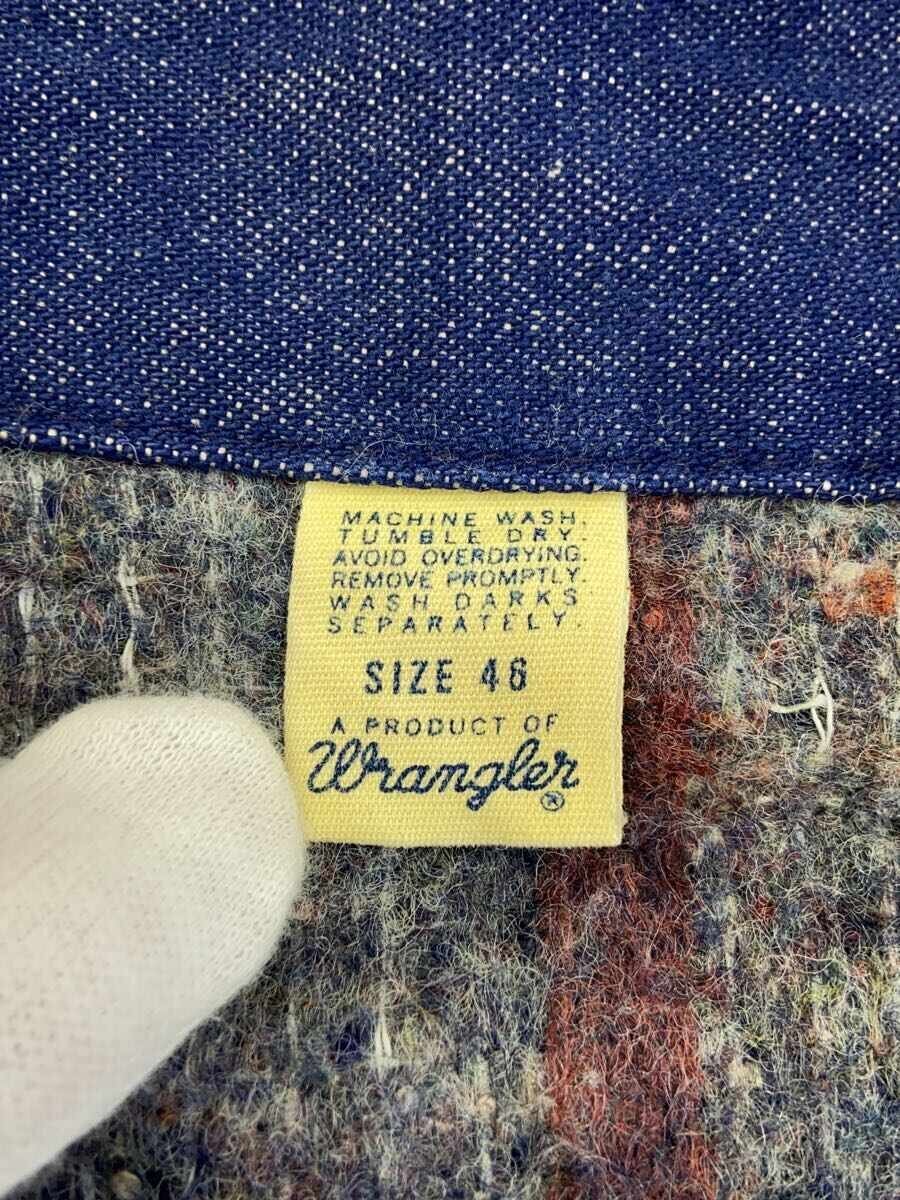 MACHINE WASH.
TUMBLE DRY.
AVOID OVERDRYING.
REMOVE PROMPTLY.
WASH DARKS
SEPARATELY.
SIZE 46
A PRODUCT OF
Wrangler®